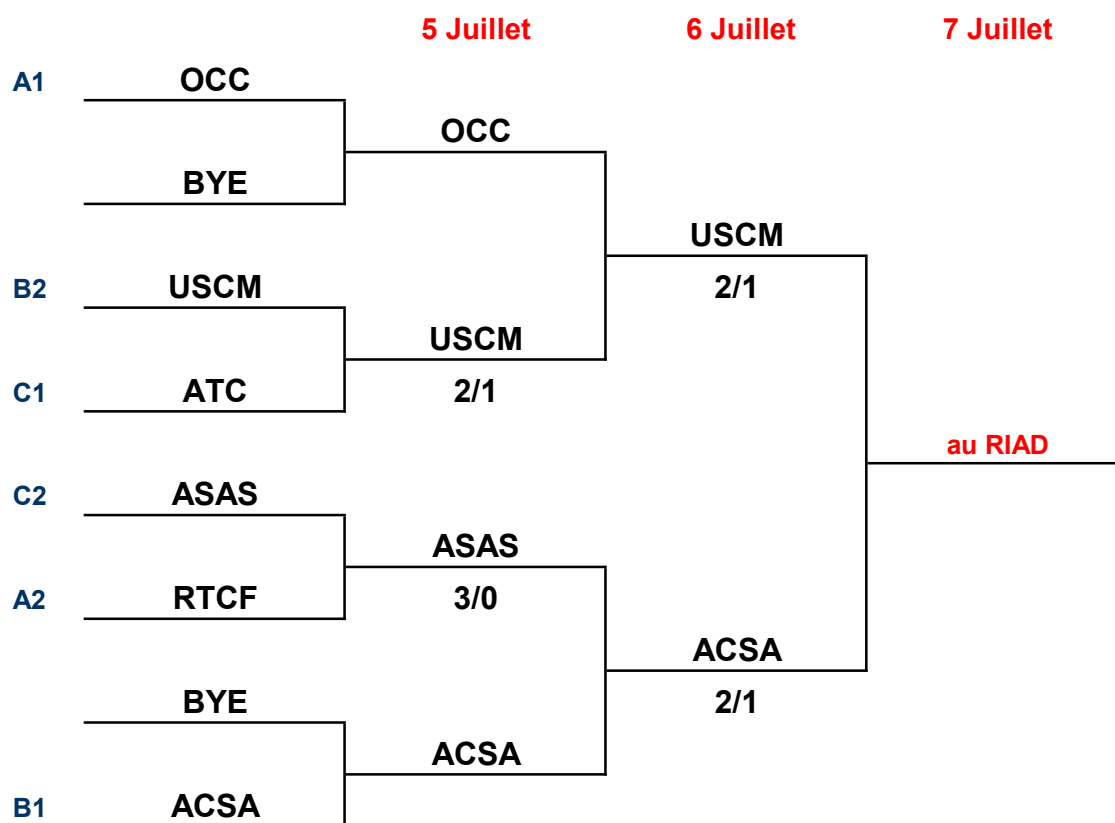 5 Juillet 6 Juillet 7 Juillet
A1 OCC
OCC
BYE
USCM
B2 USCM 2/1
USCM
C1 ATC 2/1
au RIAD
C2 ASAS
ASAS
A2 RTCF 3/0
ACSA
BYE 2/1
ACSA
B1 ACSA